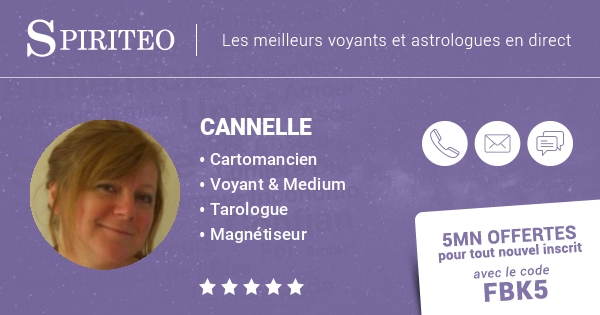 SPIRITEO
Les meilleurs voyants et astrologues en direct
CANNELLE
• Cartomancien
• Voyant & Medium
• Tarologue
• Magnétiseur
5MN OFFERTES
pour tout nouvel inscrit
avec le code
FBK5